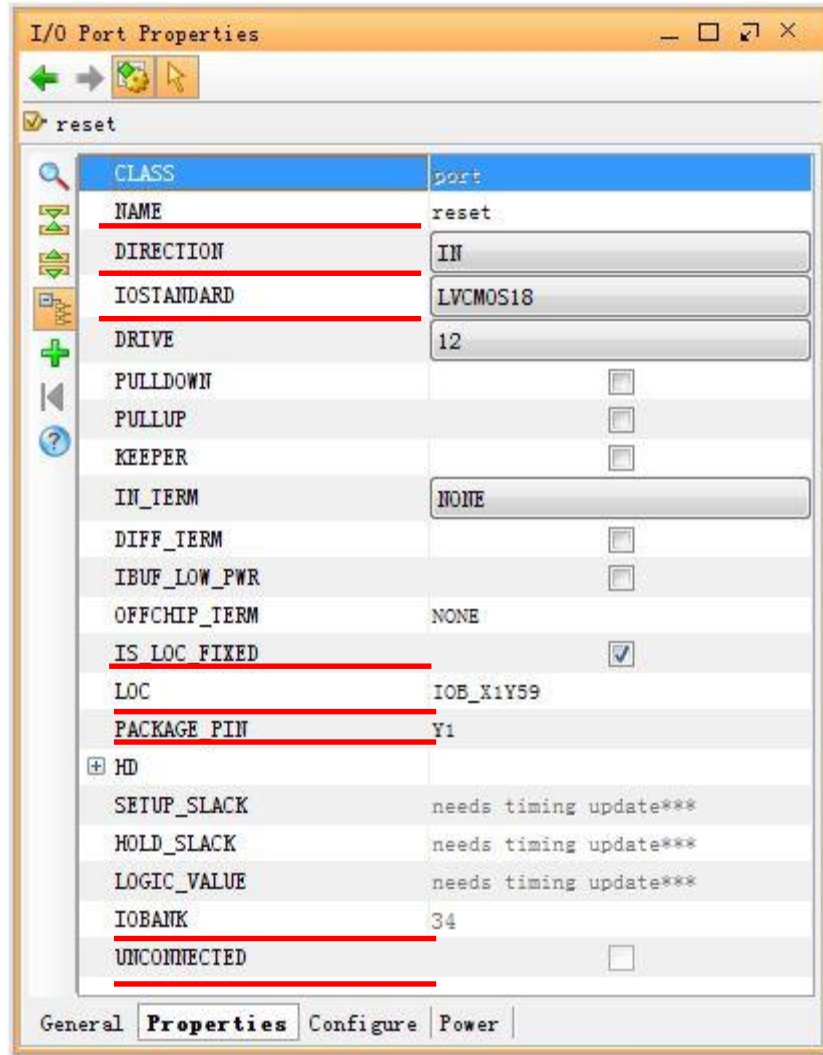 I/O Port Properties
reset
CLASS port
NAME reset
DIRECTION IN
IOSTANDARD LVCMOS18
DRIVE 12
PULLDOWN
PULLUP
KEEPER
IN_TERM NONE
DIFF_TERM
IBUF_LOW_PWR
OFFCHIP_TERM NONE
IS_LOC_FIXED
LOC IOB_X1Y59
PACKAGE_PIN Y1
HD
SETUP_SLACK needs timing update***
HOLD_SLACK needs timing update***
LOGIC_VALUE needs timing update***
IOBANK 34
UNCONNECTED
General Properties Configure Power